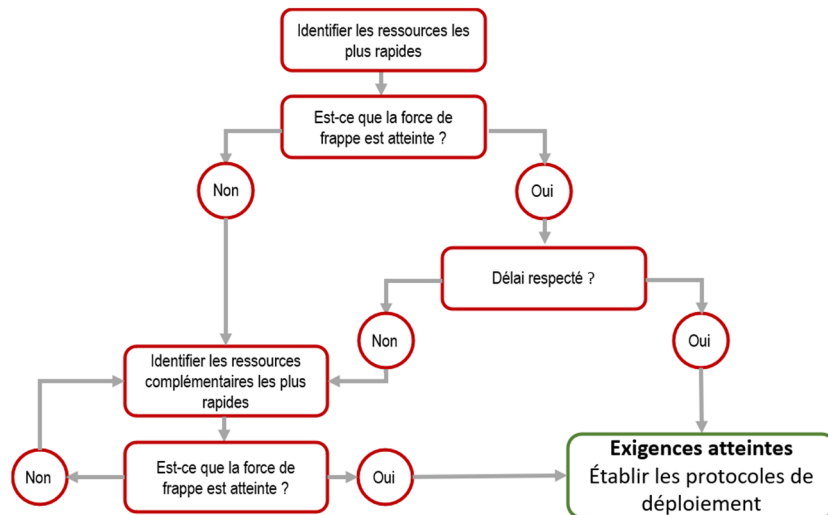 Identifier les ressources les
plus rapides
Est-ce que la force de
frappe est atteinte ?
Non
Oui
Délai respecté ?
Non
Oui
Identifier les ressources
complémentaires les plus
rapides
Est-ce que la force de
frappe est atteinte ?
Non
Oui
Exigences atteintes
Établir les protocoles de
déploiement